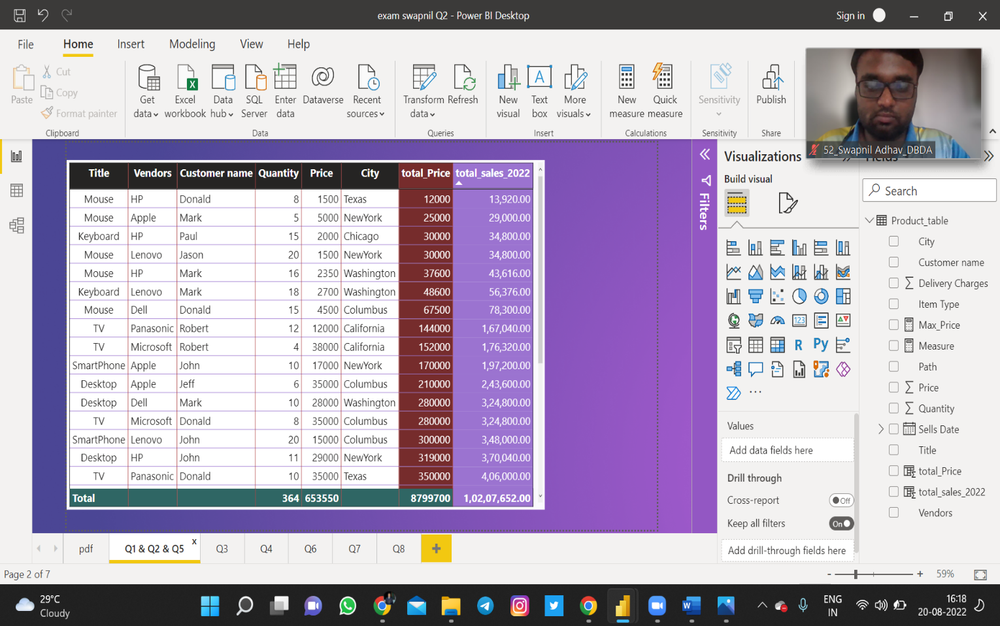 exam swapnil Q2 - Power BI Desktop
Sign in
File Home Insert Modeling View Help
Paste
Cut
Copy
Format painter
Clipboard
Get data
Excel workbook
Data hub
SQL Server
Enter data
Dataverse
Recent sources
Data
Transform data
Refresh
Queries
New visual
Text box
More visuals
Insert
New measure
Quick measure
Calculations
Sensitivity
Sensitivity
Publish
Share
52_Swapnil Adhav_DBDA
Title Vendors Customer name Quantity Price City total_Price total_sales_2022
Mouse HP Donald 8 1500 Texas 12000 13,920.00
Mouse Apple Mark 5 5000 NewYork 25000 29,000.00
Keyboard HP Paul 15 2000 Chicago 30000 34,800.00
Mouse Lenovo Jason 20 1500 NewYork 30000 34,800.00
Mouse HP Mark 16 2350 Washington 37600 43,616.00
Keyboard Lenovo Mark 18 2700 Washington 48600 56,376.00
Mouse Dell Donald 15 4500 Columbus 67500 78,300.00
TV Panasonic Robert 12 12000 California 144000 1,67,040.00
TV Microsoft Robert 4 38000 California 152000 1,76,320.00
SmartPhone Apple John 10 17000 NewYork 170000 1,97,200.00
Desktop Apple Jeff 6 35000 Columbus 210000 2,43,600.00
Desktop Dell Mark 10 28000 Washington 280000 3,24,800.00
TV Microsoft Donald 8 35000 Columbus 280000 3,24,800.00
SmartPhone Lenovo John 20 15000 Columbus 300000 3,48,000.00
Desktop HP John 11 29000 NewYork 319000 3,70,040.00
TV Panasonic Donald 10 35000 Texas 350000 4,06,000.00
Total 364 653550 8799700 1,02,07,652.00
Filters
Visualizations
Build visual
123
R Py
Values
Add data fields here
Drill through
Cross-report Off
Keep all filters On
Add drill-through fields here
Search
Product_table
City
Customer name
Delivery Charges
Item Type
Max_Price
Measure
Path
Price
Quantity
Sells Date
Title
total_Price
total_sales_2022
Vendors
pdf Q1 & Q2 & Q5 x Q3 Q4 Q6 Q7 Q8 +
Page 2 of 7
- + 59%
29°C
Cloudy
ENG
IN
16:18
20-08-2022